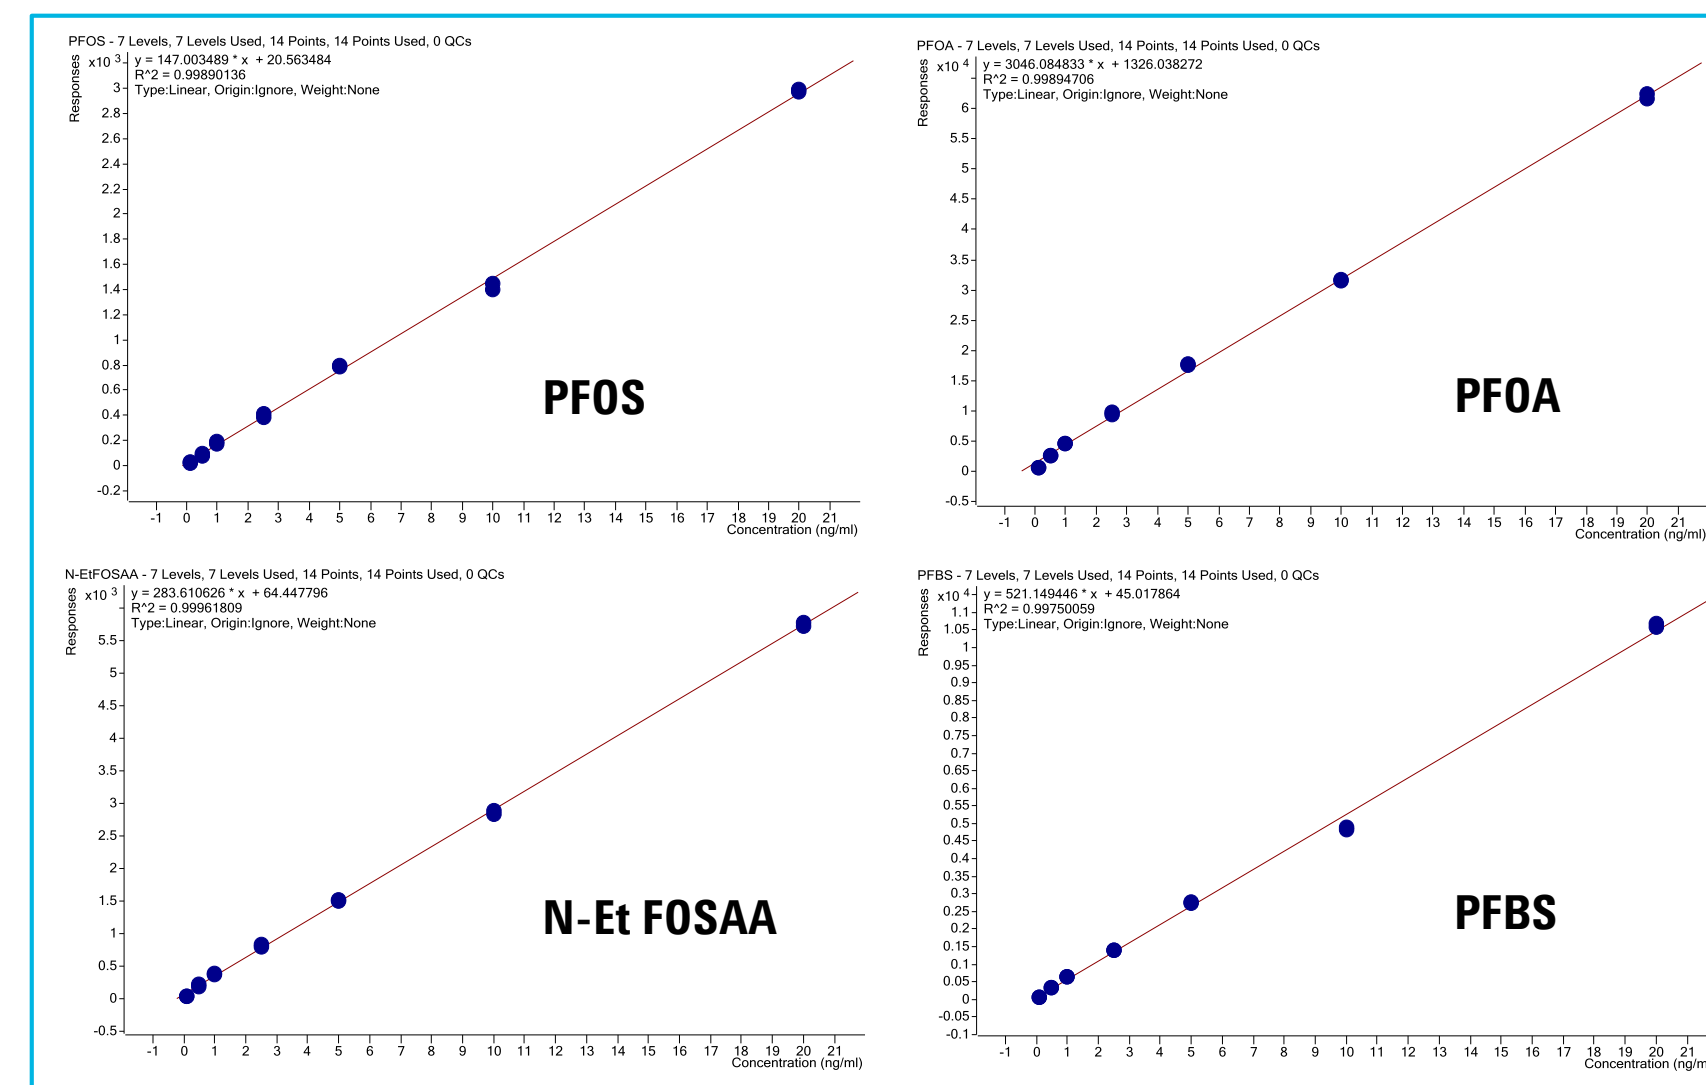 PFOS - 7 Levels, 7 Levels Used, 14 Points, 14 Points Used, 0 QCs
Responses
x10 3
y = 147.003489 * x + 20.563484
R^2 = 0.99890136
Type:Linear, Origin:Ignore, Weight:None
3
2.8
2.6
2.4
2.2
2
1.8
1.6
1.4
1.2
1
0.8
0.6
0.4
0.2
0
-0.2
PFOS
-1 0 1 2 3 4 5 6 7 8 9 10 11 12 13 14 15 16 17 18 19 20 21
Concentration (ng/ml)
PFOA - 7 Levels, 7 Levels Used, 14 Points, 14 Points Used, 0 QCs
Responses
x10 4
y = 3046.084833 * x + 1326.038272
R^2 = 0.99894706
Type:Linear, Origin:Ignore, Weight:None
6
5.5
5
4.5
4
3.5
3
2.5
2
1.5
1
0.5
0
-0.5
PFOA
-1 0 1 2 3 4 5 6 7 8 9 10 11 12 13 14 15 16 17 18 19 20 21
Concentration (ng/ml)
N-EtFOSAA - 7 Levels, 7 Levels Used, 14 Points, 14 Points Used, 0 QCs
Responses
x10 3
y = 283.610626 * x + 64.447796
R^2 = 0.99961809
Type:Linear, Origin:Ignore, Weight:None
5.5
5
4.5
4
3.5
3
2.5
2
1.5
1
0.5
0
-0.5
N-Et FOSAA
-1 0 1 2 3 4 5 6 7 8 9 10 11 12 13 14 15 16 17 18 19 20 21
Concentration (ng/ml)
PFBS - 7 Levels, 7 Levels Used, 14 Points, 14 Points Used, 0 QCs
Responses
x10 4
y = 521.149446 * x + 45.017864
R^2 = 0.99750059
Type:Linear, Origin:Ignore, Weight:None
1.1
1.05
1
0.95
0.9
0.85
0.8
0.75
0.7
0.65
0.6
0.55
0.5
0.45
0.4
0.35
0.3
0.25
0.2
0.15
0.1
0.05
0
-0.05
-0.1
PFBS
-1 0 1 2 3 4 5 6 7 8 9 10 11 12 13 14 15 16 17 18 19 20 21
Concentration (ng/m